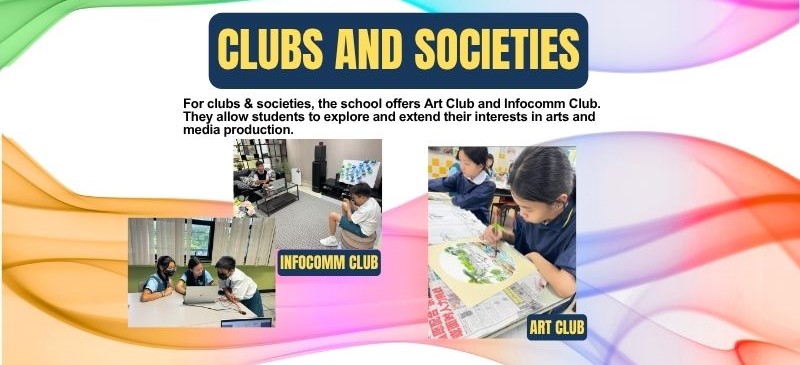 CLUBS AND SOCIETIES
For clubs & societies, the school offers Art Club and Infocomm Club.
They allow students to explore and extend their interests in arts and
media production.
INFOCOMM CLUB
ART CLUB